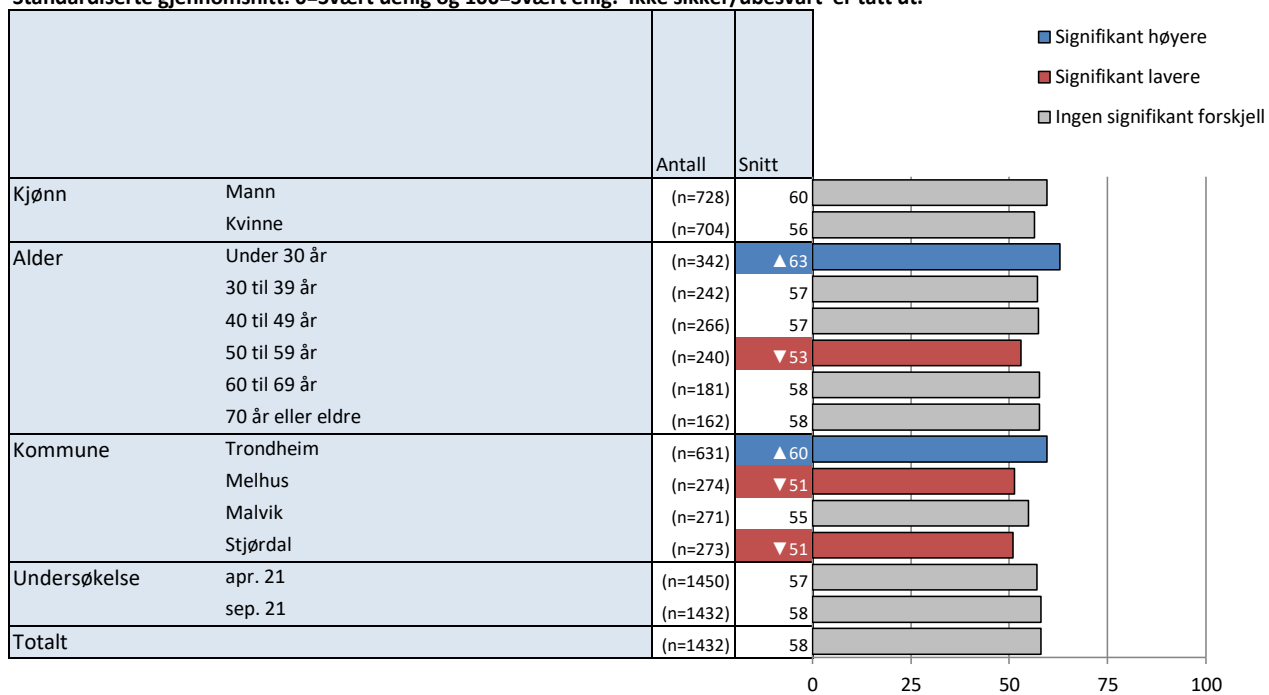 Standardiserte gjennomsnitt. 0=Svært uenig og 100=Svært enig. 'Ikke sikker/ubesvart' er tatt ut.
Signifikant høyere
Signifikant lavere
Ingen signifikant forskjell
Antall Snitt
Kjønn Mann (n=728) 60
Kvinne (n=704) 56
Alder Under 30 år (n=342) ▲63
30 til 39 år (n=242) 57
40 til 49 år (n=266) 57
50 til 59 år (n=240) ▼53
60 til 69 år (n=181) 58
70 år eller eldre (n=162) 58
Kommune Trondheim (n=631) ▲60
Melhus (n=274) ▼51
Malvik (n=271) 55
Stjørdal (n=273) ▼51
Undersøkelse apr. 21 (n=1450) 57
sep. 21 (n=1432) 58
Totalt (n=1432) 58
0 25 50 75 100